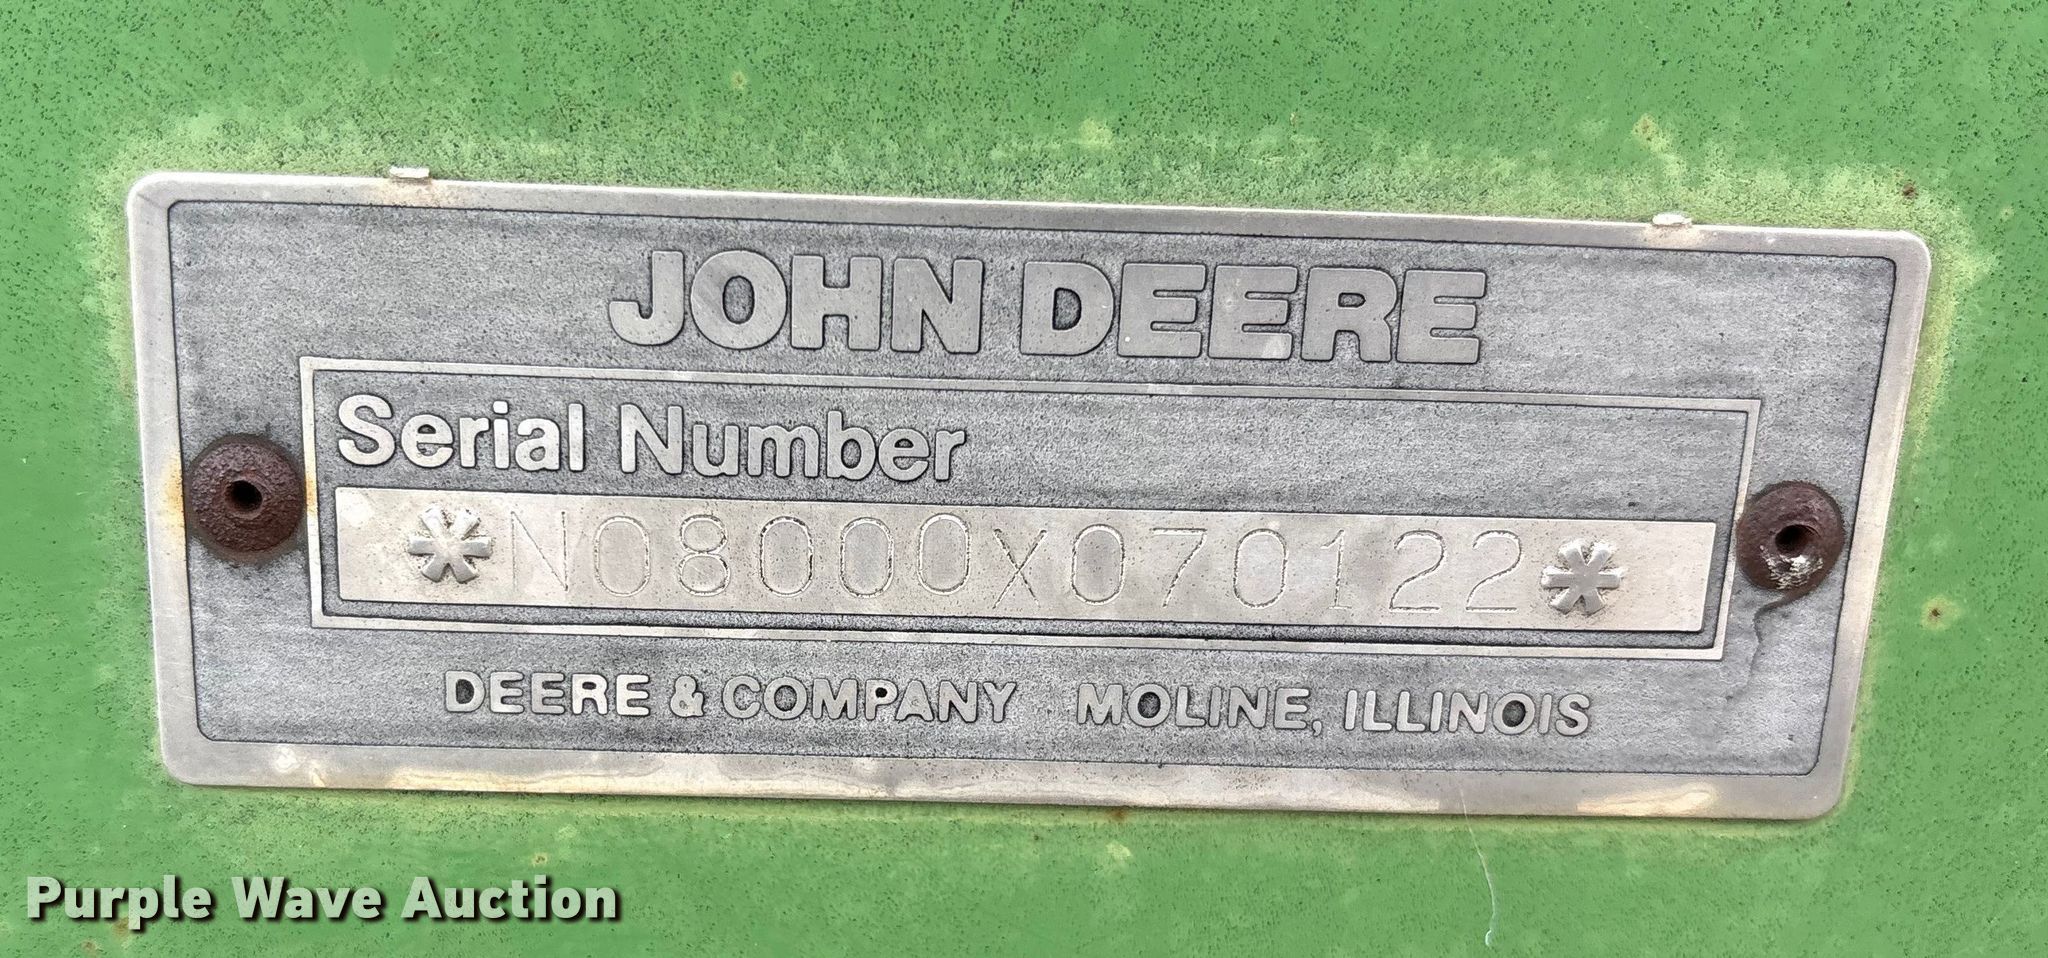 JOHN DEERE
Serial Number
*N08000X070122*
DEERE & COMPANY MOLINE, ILLINOIS
Purple Wave Auction